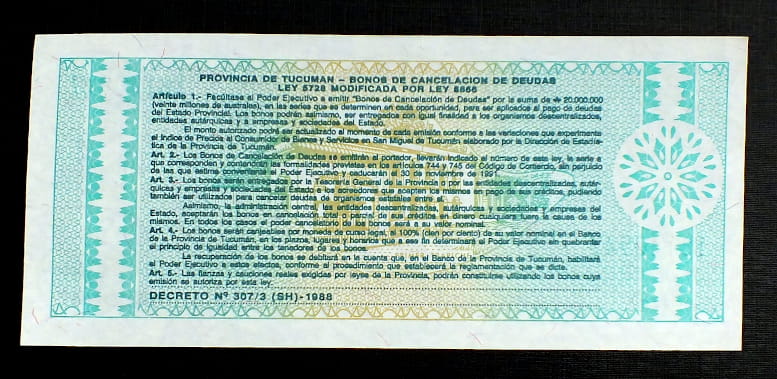 PROVINCIA DE TUCUMAN - BONOS DE CANCELACION DE DEUDAS
LEY 5728 MODIFICADA POR LEY 5866
Artículo 1.- Facúltase al Poder Ejecutivo a emitir "Bonos de Cancelación de Deudas" por la suma de ₳ 20.000.000
(veinte millones de australes), en las series que se determinen en cada oportunidad, para ser aplicados al pago de deudas
del Estado Provincial. Los bonos podrán asimismo, ser entregados con igual finalidad a los organismos descentralizados,
entidades autárquicas y a empresas y sociedades del Estado.
El monto autorizado podrá ser actualizado al momento de cada emisión conforme a las variaciones que experimente
el Indice de Precios al Consumidor de Bienes y Servicios en San Miguel de Tucumán elaborado por la Dirección de Estadísti-
ca de la Provincia de Tucumán.
Art. 2.- Los Bonos de Cancelación de Deudas se emitirán al portador, llevarán indicado el número de esta ley, la serie a
que corresponden y contendrán las formalidades previstas en los artículos 744 y 745 del Código de Comercio, sin perjuicio
de las que estime conveniente el Poder Ejecutivo y caducarán el 30 de noviembre de 1991.
Art. 3.- Los bonos serán entregados por la Tesorería General de la Provincia o por las entidades descentralizadas, autár-
quicas y empresas y sociedades del Estado a los acreedores que opten los mismos en pago de sus créditos, pudiendo
también ser utilizados para cancelar deudas de organismos estatales entre sí.
Asimismo, la administración central, las entidades descentralizadas, autárquicas y sociedades y empresas del
Estado, aceptarán los bonos en cancelación total o parcial de sus créditos en dinero cualquiera fuera la causa de los
mismos. En todos los casos el poder cancelatorio de los bonos será a su valor nominal.
Art. 4.- Los bonos serán canjeables por moneda de curso legal, al 100% (cien por ciento) de su valor nominal en el Banco
de la Provincia de Tucumán, en los plazos, lugares y horarios que a ese fin determinará el Poder Ejecutivo sin quebrantar
el principio de igualdad entre los tenedores de los bonos.
La recuperación de los bonos se debitará en la cuenta que, en el Banco de la Provincia de Tucumán, habilitará
el Poder Ejecutivo a estos efectos, conforme al procedimiento que establecerá la reglamentación que se dicte.
Art. 5.- Las fianzas y cauciones reales exigidas por leyes de la Provincia, podrán constituirse utilizando los bonos cuya
emisión se autoriza por esta ley.
DECRETO Nº 307/3 (SH)-1988